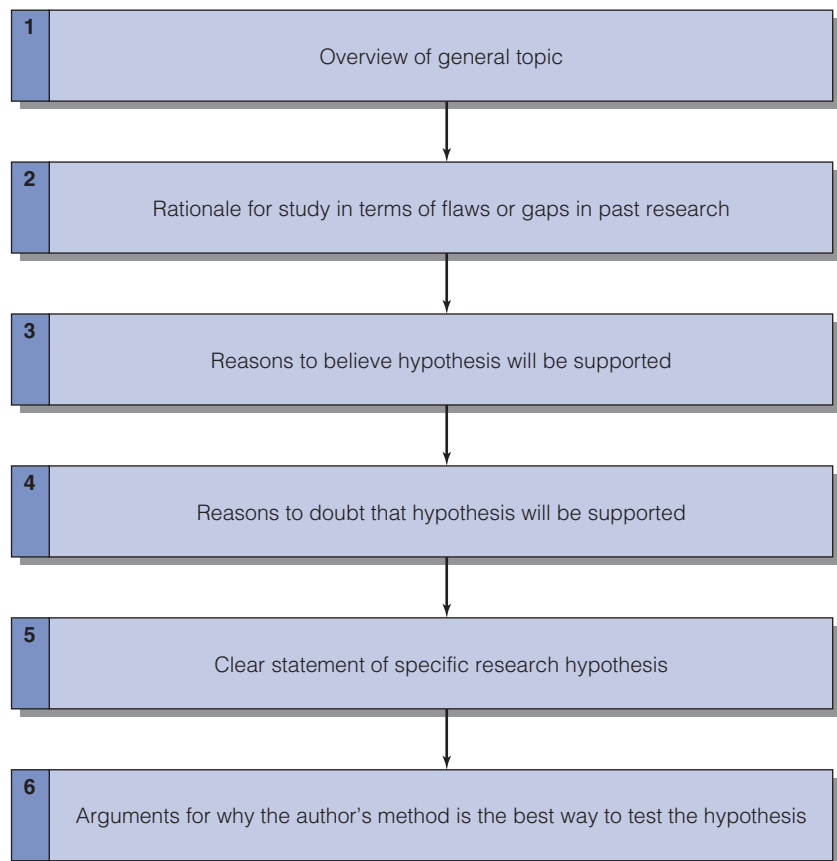 1
Overview of general topic
2
Rationale for study in terms of flaws or gaps in past research
3
Reasons to believe hypothesis will be supported
4
Reasons to doubt that hypothesis will be supported
5
Clear statement of specific research hypothesis
6
Arguments for why the author's method is the best way to test the hypothesis